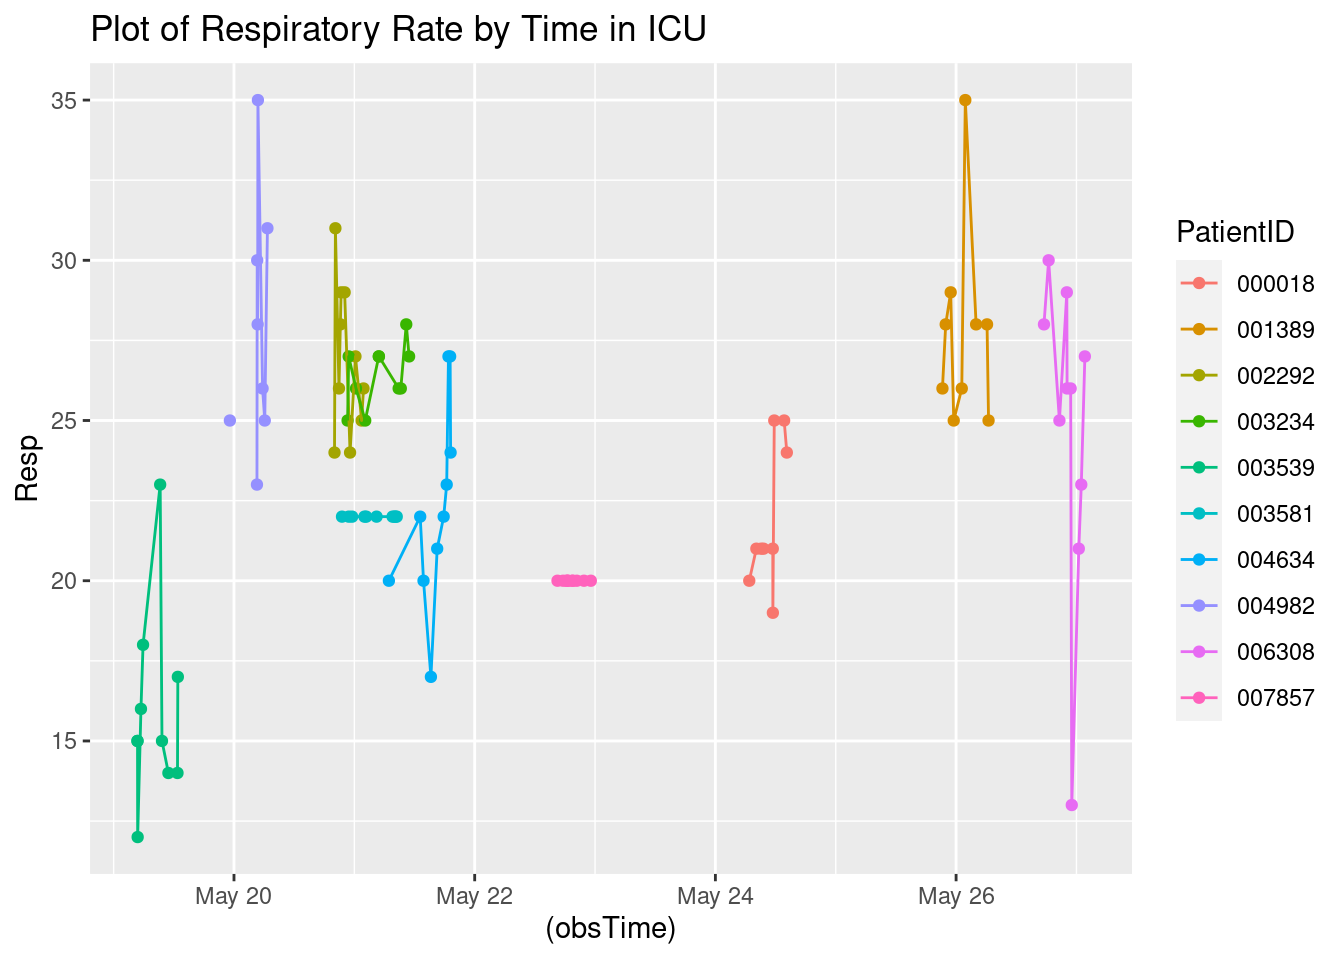 Plot of Respiratory Rate by Time in ICU
Resp
35
30
25
20
15
May 20
May 22
May 24
May 26
(obsTime)
PatientID
000018
001389
002292
003234
003539
003581
004634
004982
006308
007857